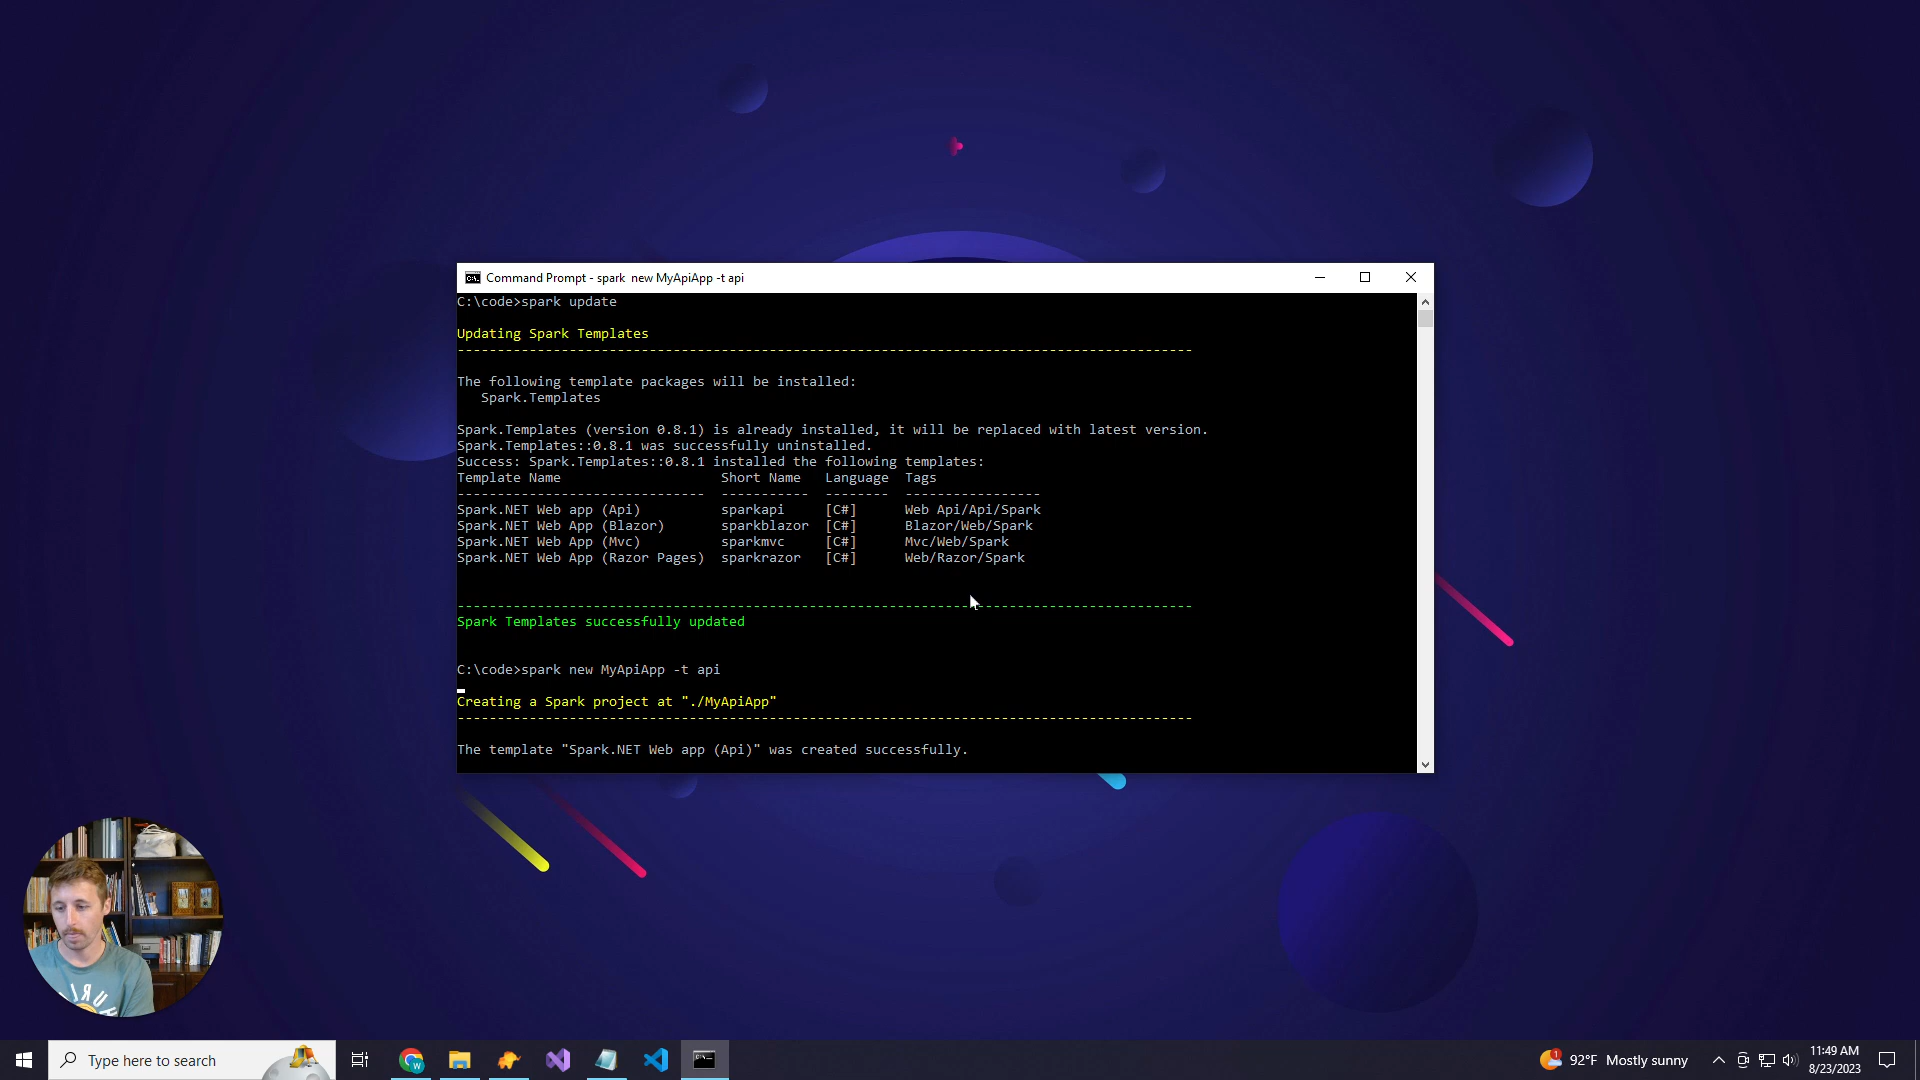 Command Prompt - spark  new MyApiApp -t api
C:\code>spark update
Updating Spark Templates
--------------------------------------------------------------------------------------------
The following template packages will be installed:
   Spark.Templates
Spark.Templates (version 0.8.1) is already installed, it will be replaced with latest version.
Spark.Templates::0.8.1 was successfully uninstalled.
Success: Spark.Templates::0.8.1 installed the following templates:
Template Name                    Short Name   Language  Tags
-------------------------------  -----------  --------  -----------------
Spark.NET Web app (Api)          sparkapi     [C#]      Web Api/Api/Spark
Spark.NET Web App (Blazor)       sparkblazor  [C#]      Blazor/Web/Spark
Spark.NET Web App (Mvc)          sparkmvc     [C#]      Mvc/Web/Spark
Spark.NET Web App (Razor Pages)  sparkrazor   [C#]      Web/Razor/Spark
--------------------------------------------------------------------------------------------
Spark Templates successfully updated
C:\code>spark new MyApiApp -t api
Creating a Spark project at "./MyApiApp"
--------------------------------------------------------------------------------------------
The template "Spark.NET Web app (Api)" was created successfully.
Type here to search
1
92°F Mostly sunny
11:49 AM
8/23/2023